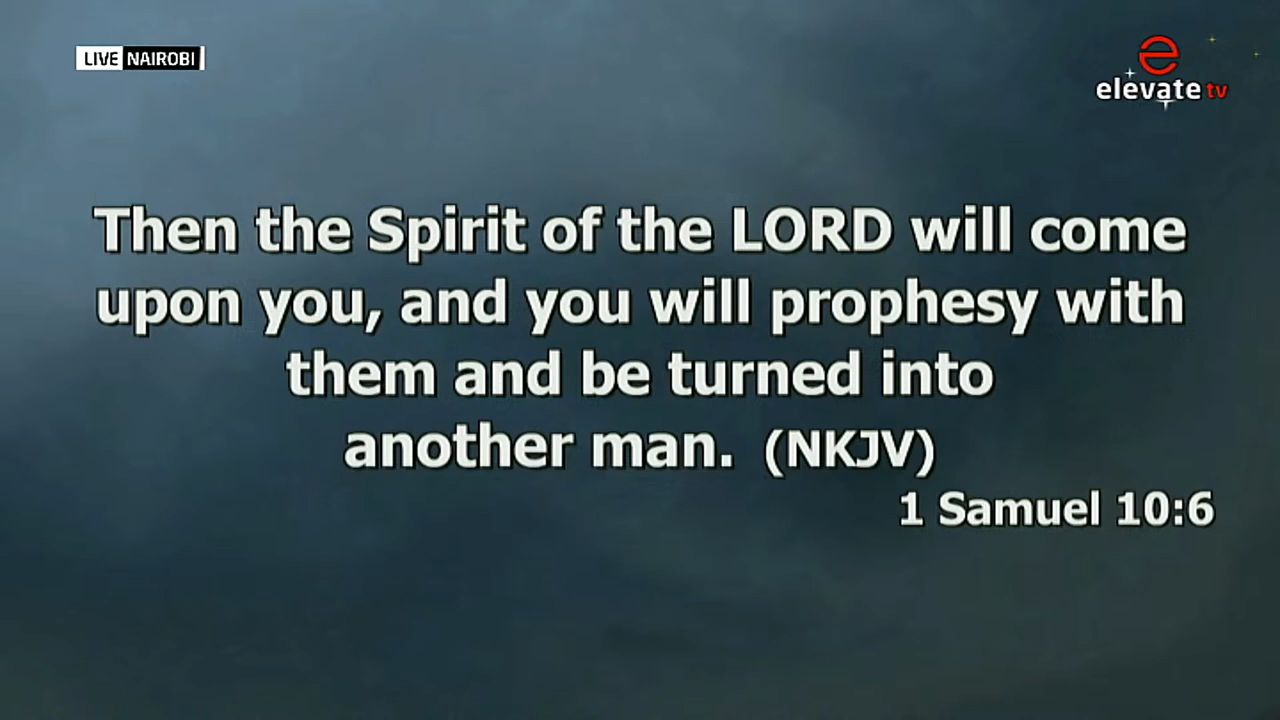 LIVE NAIROBI
e
elevate tv
Then the Spirit of the LORD will come
upon you, and you will prophesy with
them and be turned into
another man. (NKJV)
1 Samuel 10:6